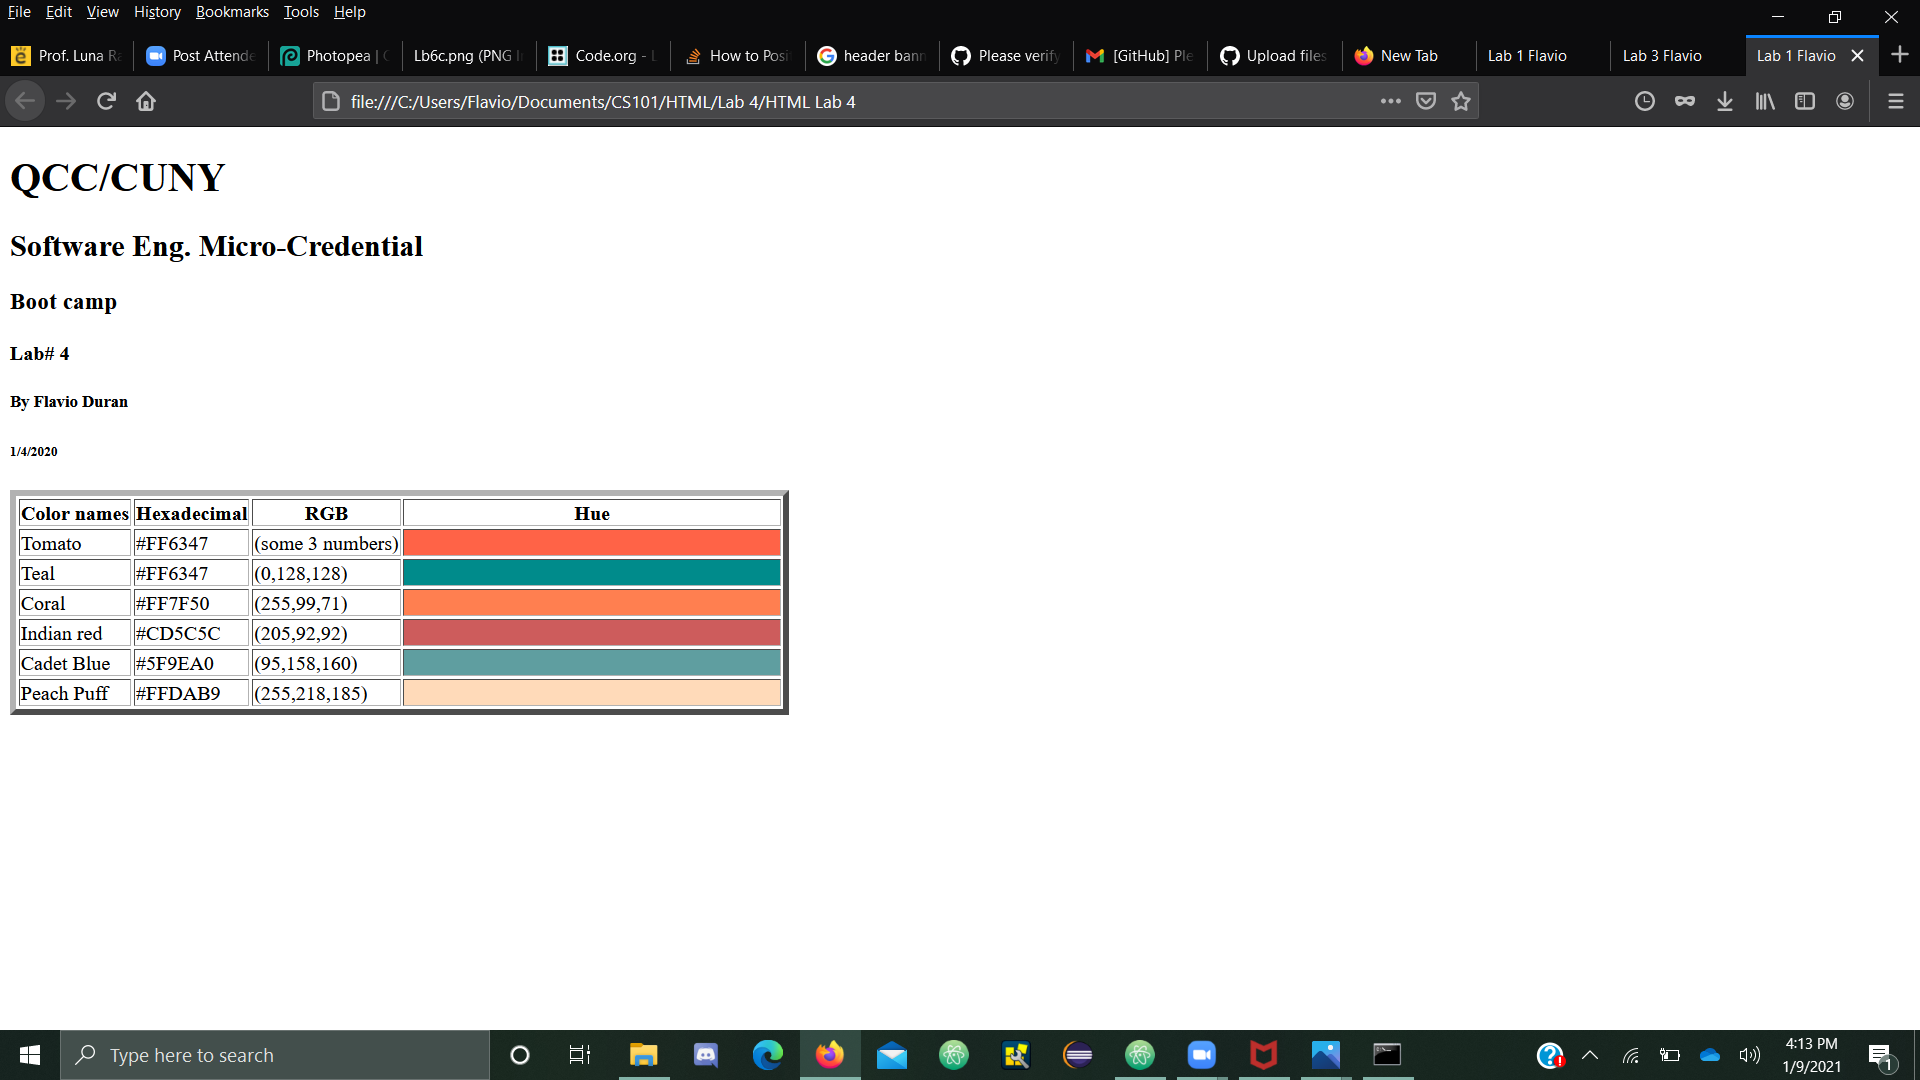 File Edit View History Bookmarks Tools Help
Prof. Luna Ra Post Attende Photopea | Lb6c.png (PNG I Code.org - L How to Posi header bann Please verify [GitHub] Ple Upload files New Tab Lab 1 Flavio Lab 3 Flavio Lab 1 Flavio
file:///C:/Users/Flavio/Documents/CS101/HTML/Lab 4/HTML Lab 4
QCC/CUNY
Software Eng. Micro-Credential
Boot camp
Lab# 4
By Flavio Duran
1/4/2020
Color names Hexadecimal RGB Hue
Tomato #FF6347 (some 3 numbers)
Teal #FF6347 (0,128,128)
Coral #FF7F50 (255,99,71)
Indian red #CD5C5C (205,92,92)
Cadet Blue #5F9EA0 (95,158,160)
Peach Puff #FFDAB9 (255,218,185)
Type here to search
4:13 PM
1/9/2021
1